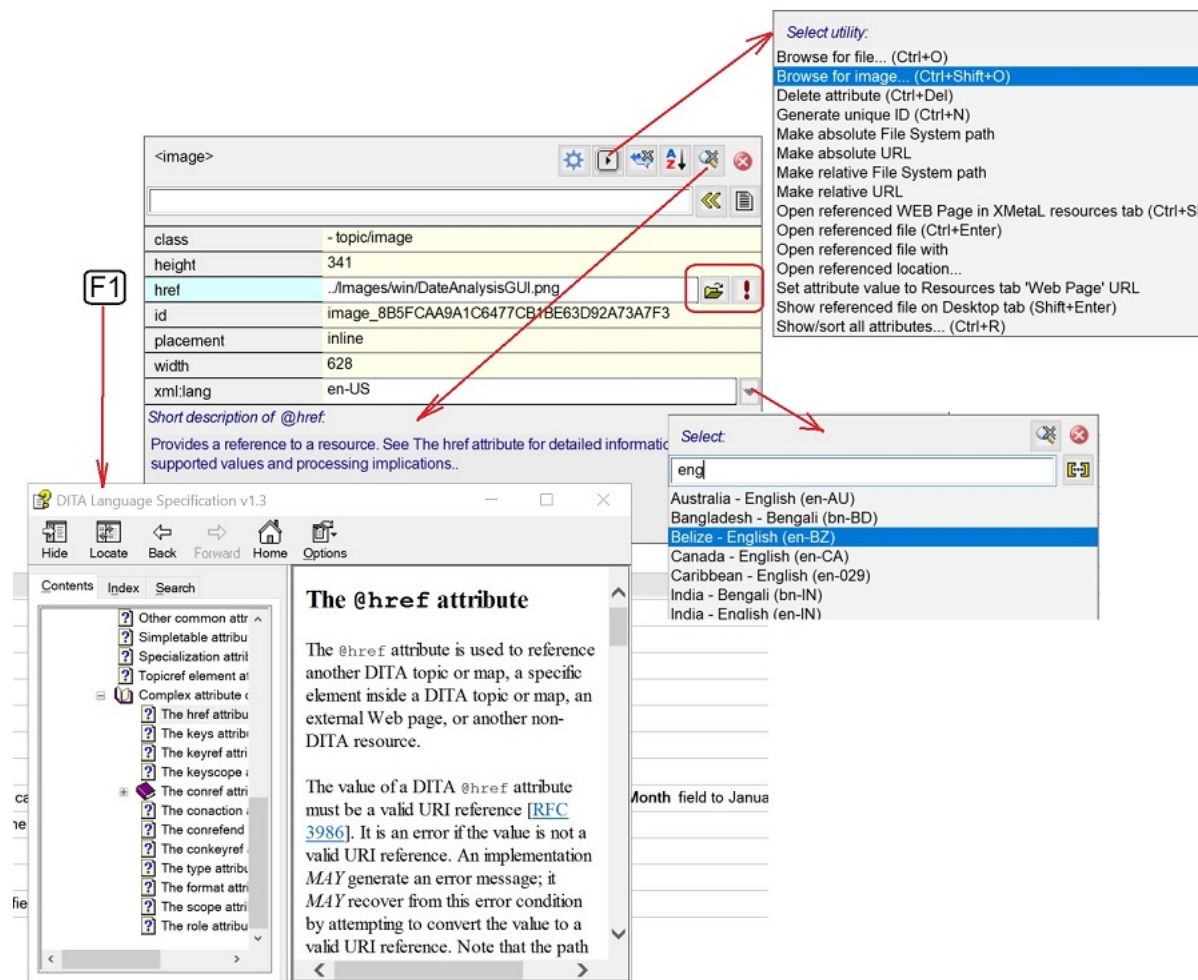 Select utility:
Browse for file... (Ctrl+O)
Browse for image... (Ctrl+Shift+O)
Delete attribute (Ctrl+Del)
Generate unique ID (Ctrl+N)
Make absolute File System path
Make absolute URL
Make relative File System path
Make relative URL
Open referenced WEB Page in XMetaL resources tab (Ctrl+S
Open referenced file (Ctrl+Enter)
Open referenced file with
Open referenced location...
Set attribute value to Resources tab 'Web Page' URL
Show referenced file on Desktop tab (Shift+Enter)
Show/sort all attributes... (Ctrl+R)
<image>
class - topic/image
height 341
href ../Images/win/DateAnalysisGUI.png
id image_8B5FCAA9A1C6477CB1BE63D92A73A7F3
placement inline
width 628
xml:lang en-US
Short description of @href:
Provides a reference to a resource. See The href attribute for detailed informatio
supported values and processing implications..
F1
Select:
eng
Australia - English (en-AU)
Bangladesh - Bengali (bn-BD)
Belize - English (en-BZ)
Canada - English (en-CA)
Caribbean - English (en-029)
India - Bengali (bn-IN)
India - English (en-IN)
DITA Language Specification v1.3
Hide Locate Back Forward Home Options
Contents Index Search
Other common attr
Simpletable attribu
Specialization attrib
Topicref element at
Complex attribute d
The href attribu
The keys attribu
The keyref attri
The keyscope a
The conref attri
The conaction a
The conrefend
The conkeyref
The type attribu
The format attri
The scope attri
The role attribu
The @href attribute
The @href attribute is used to reference
another DITA topic or map, a specific
element inside a DITA topic or map, an
external Web page, or another non-
DITA resource.
The value of a DITA @href attribute
must be a valid URI reference [RFC
3986]. It is an error if the value is not a
valid URI reference. An implementation
MAY generate an error message; it
MAY recover from this error condition
by attempting to convert the value to a
valid URI reference. Note that the path
Month field to Janua